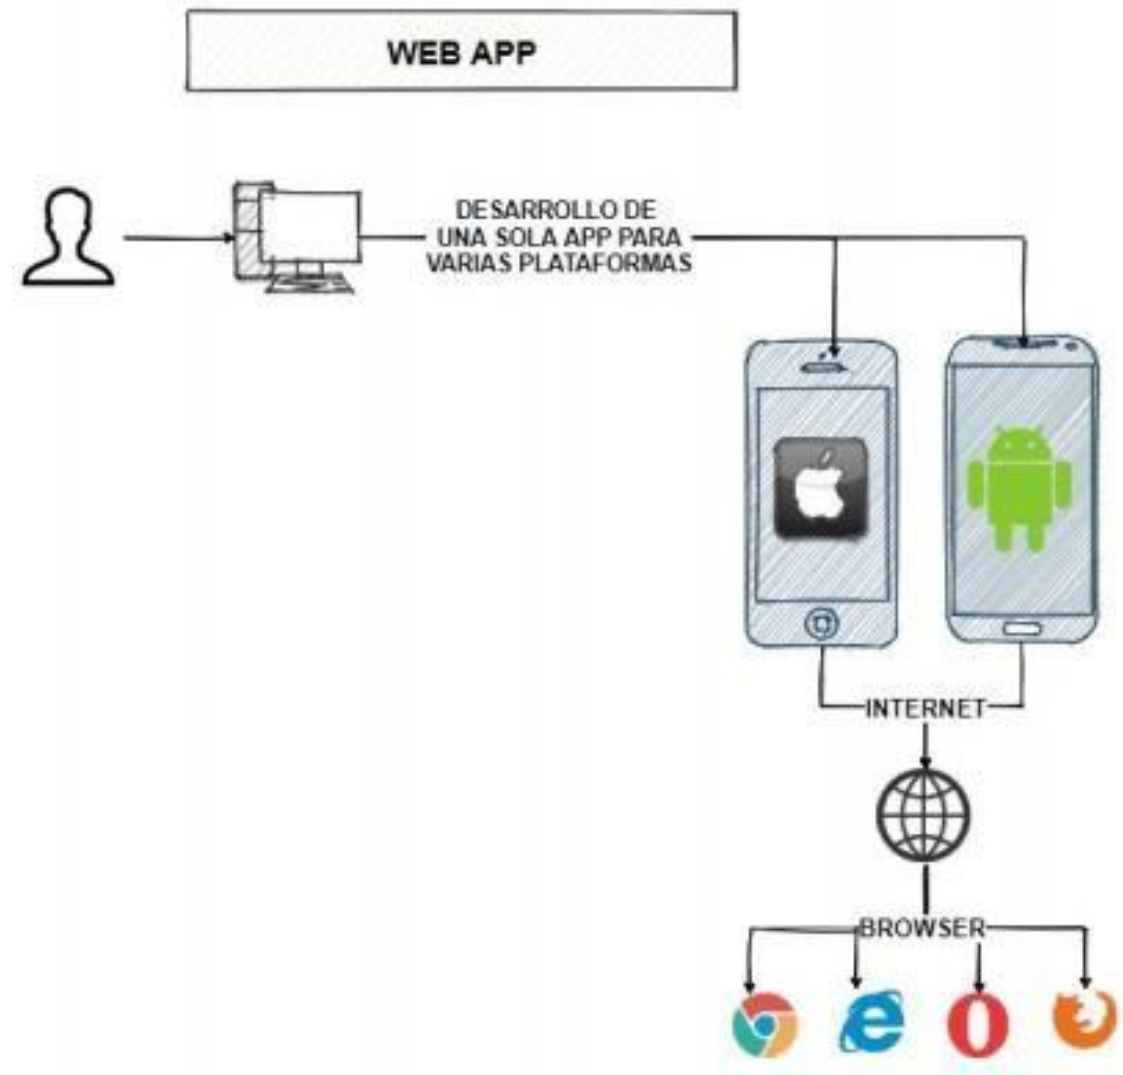 WEB APP
DESARROLLO DE
UNA SOLA APP PARA
VARIAS PLATAFORMAS
INTERNET
BROWSER